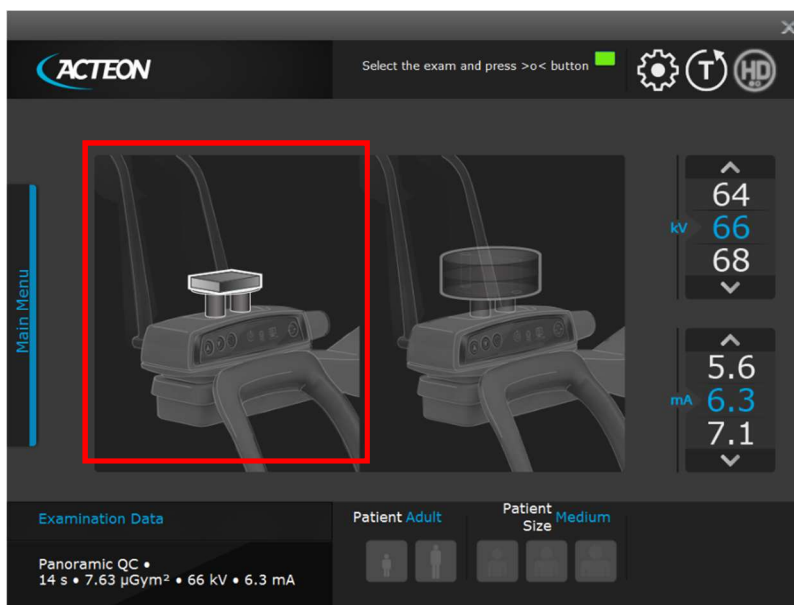 ACTEON
Select the exam and press >o< button
T
HD
Main Menu
64
kV 66
68
5.6
mA 6.3
7.1
Examination Data
Patient Adult
Patient Size Medium
Panoramic QC •
14 s • 7.63 µGym² • 66 kV • 6.3 mA